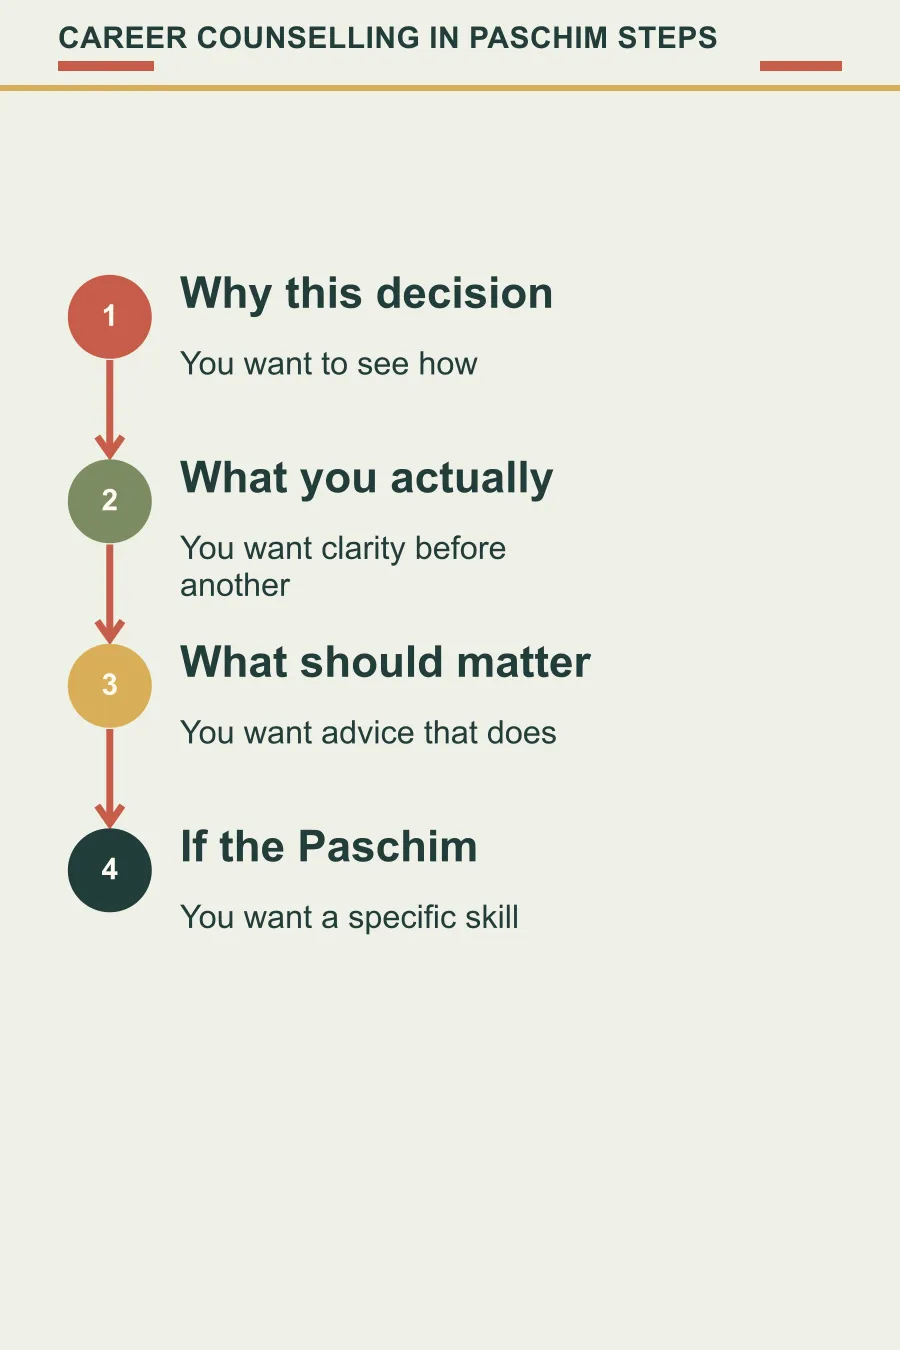 CAREER COUNSELLING IN PASCHIM STEPS
1
Why this decision
You want to see how
2
What you actually
You want clarity before
another
3
What should matter
You want advice that does
4
If the Paschim
You want a specific skill